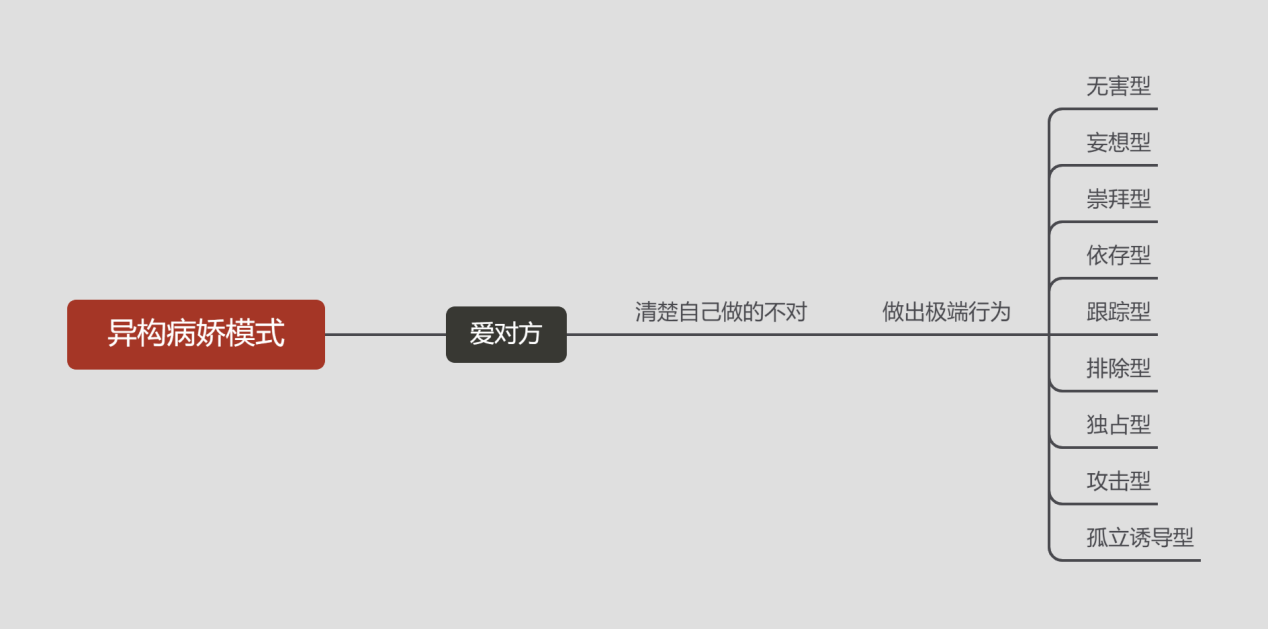 异构病娇模式
爱对方
清楚自己做的不对
做出极端行为
无害型
妄想型
崇拜型
依存型
跟踪型
排除型
独占型
攻击型
孤立诱导型